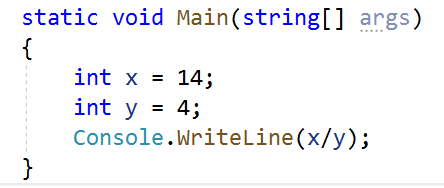 static void Main(string[] args)
{
    int x = 14;
    int y = 4;
    Console.WriteLine(x/y);
}